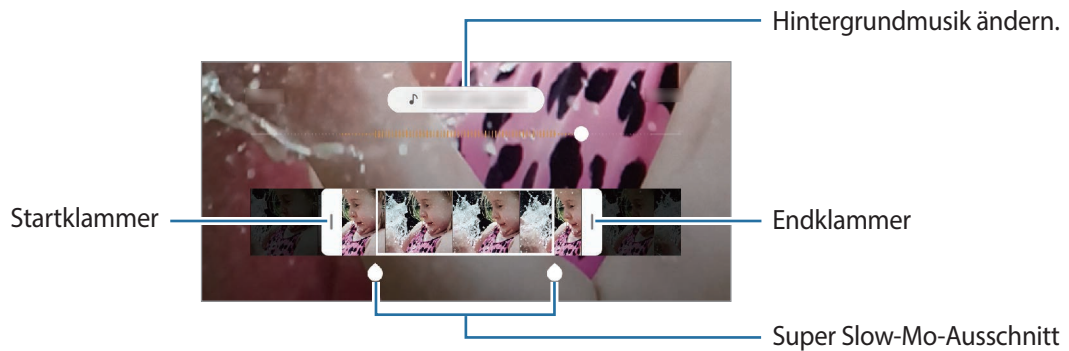 Hintergrundmusik ändern.
Startklammer
Endklammer
Super Slow-Mo-Ausschnitt